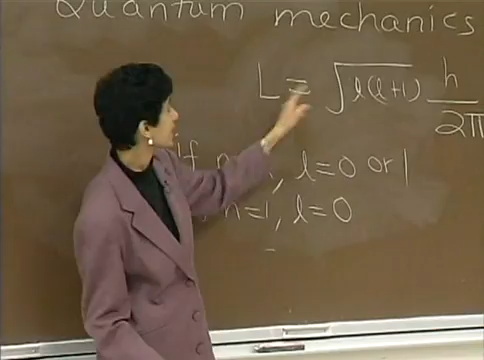 Quantum mechanics
L = √l(l+1) h/2π
If n , l=0 or 1
n=1, l=0